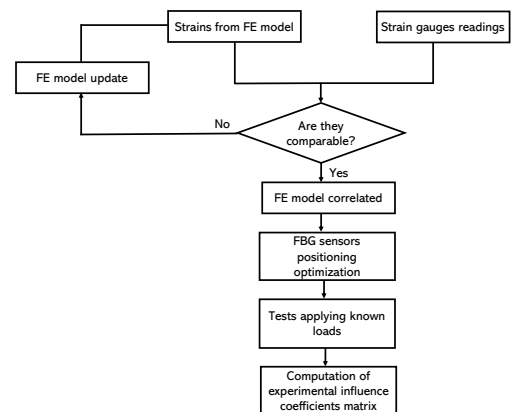 Strains from FE model
Strain gauges readings
FE model update
No
Are they
comparable?
Yes
FE model correlated
FBG sensors
positioning
optimization
Tests applying known
loads
Computation of
experimental influence
coefficients matrix